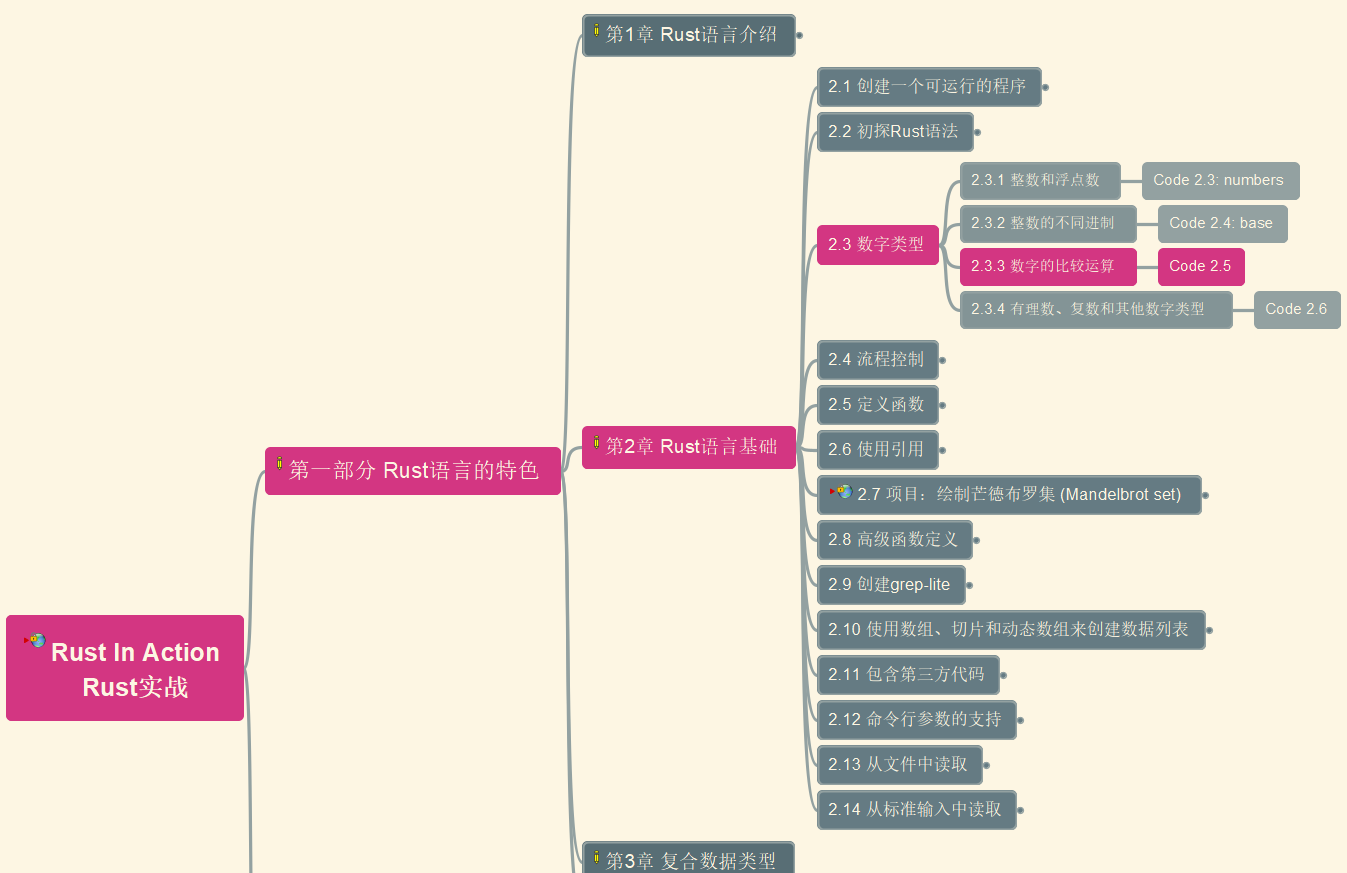 Rust In Action
Rust实战
第一部分 Rust语言的特色
第1章 Rust语言介绍
第2章 Rust语言基础
2.1 创建一个可运行的程序
2.2 初探Rust语法
2.3 数字类型
2.3.1 整数和浮点数
Code 2.3: numbers
2.3.2 整数的不同进制
Code 2.4: base
2.3.3 数字的比较运算
Code 2.5
2.3.4 有理数、复数和其他数字类型
Code 2.6
2.4 流程控制
2.5 定义函数
2.6 使用引用
2.7 项目：绘制芒德布罗集 (Mandelbrot set)
2.8 高级函数定义
2.9 创建grep-lite
2.10 使用数组、切片和动态数组来创建数据列表
2.11 包含第三方代码
2.12 命令行参数的支持
2.13 从文件中读取
2.14 从标准输入中读取
第3章 复合数据类型